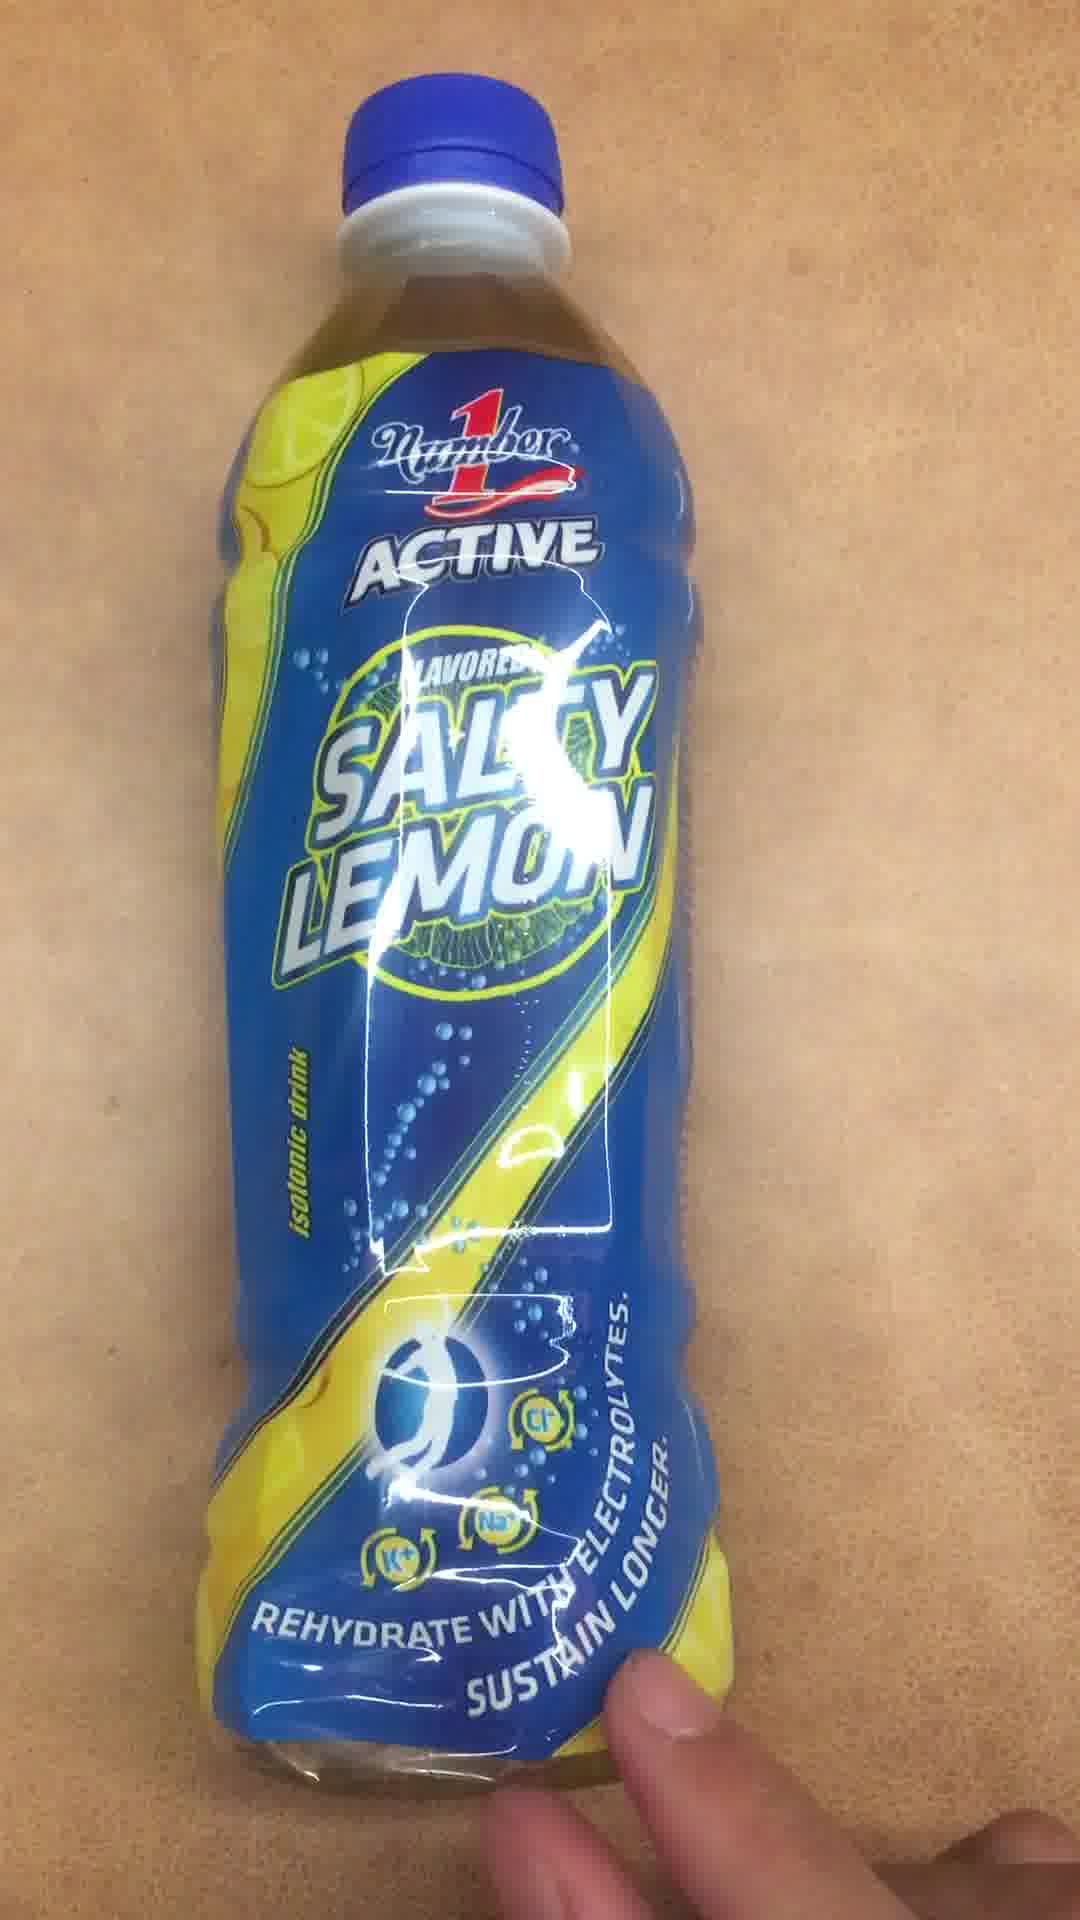 Number 1
ACTIVE
FLAVORED
SALTY
LEMON
isotonic drink
Cl⁻
Na⁺
K⁺
REHYDRATE WITH ELECTROLYTES.
SUSTAIN LONGER.